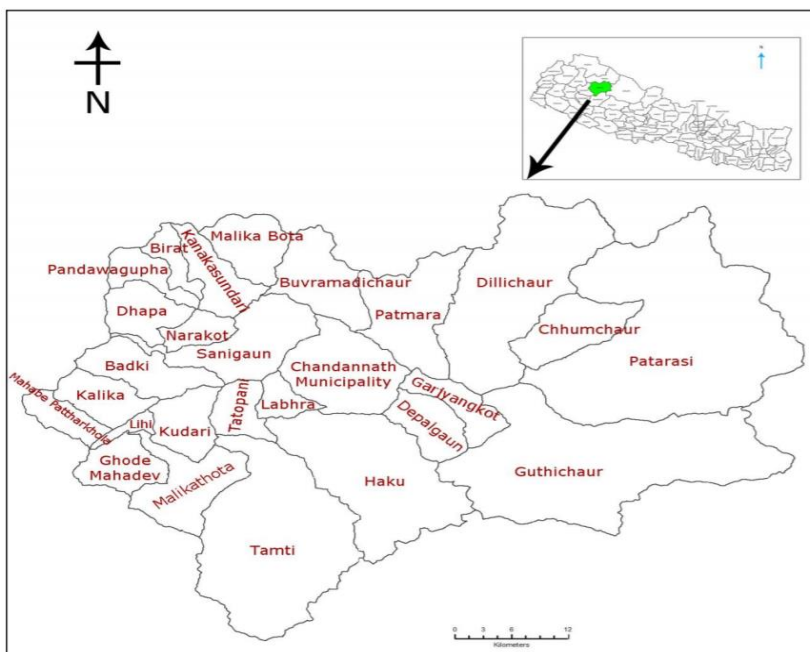 N
Malika Bota
Birat
Kanakasundari
Pandawagupha
Buvramadichaur
Dillichaur
Dhapa
Patmara
Narakot
Chhumchaur
Sanigaun
Badki
Chandannath
Municipality
Patarasi
Garjyangkot
Kalika
Tatopani
Labhra
Mahabe Pattharkhola
Depalgaun
Lihi
Kudari
Ghode
Mahadev
Malikathota
Haku
Guthichaur
Tamti
0 3 6 12
Kilometers